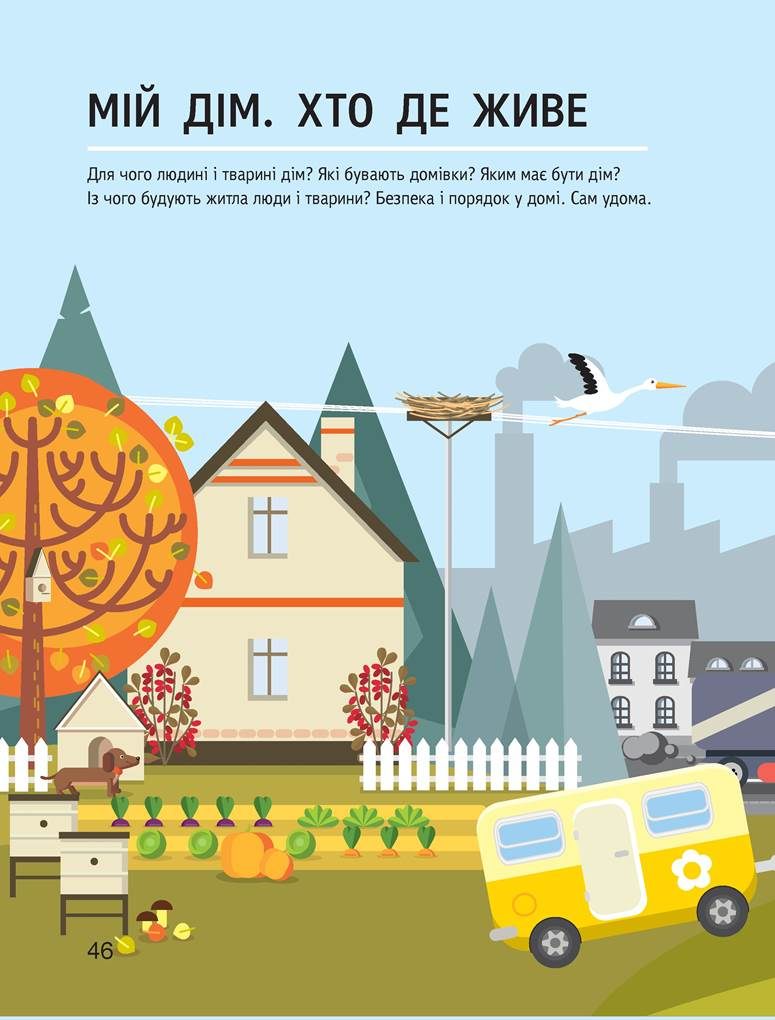 МІЙ ДІМ. ХТО ДЕ ЖИВЕ
Для чого людині і тварині дім? Які бувають домівки? Яким має бути дім?
Із чого будують житла люди і тварини? Безпека і порядок у домі. Сам удома.
46